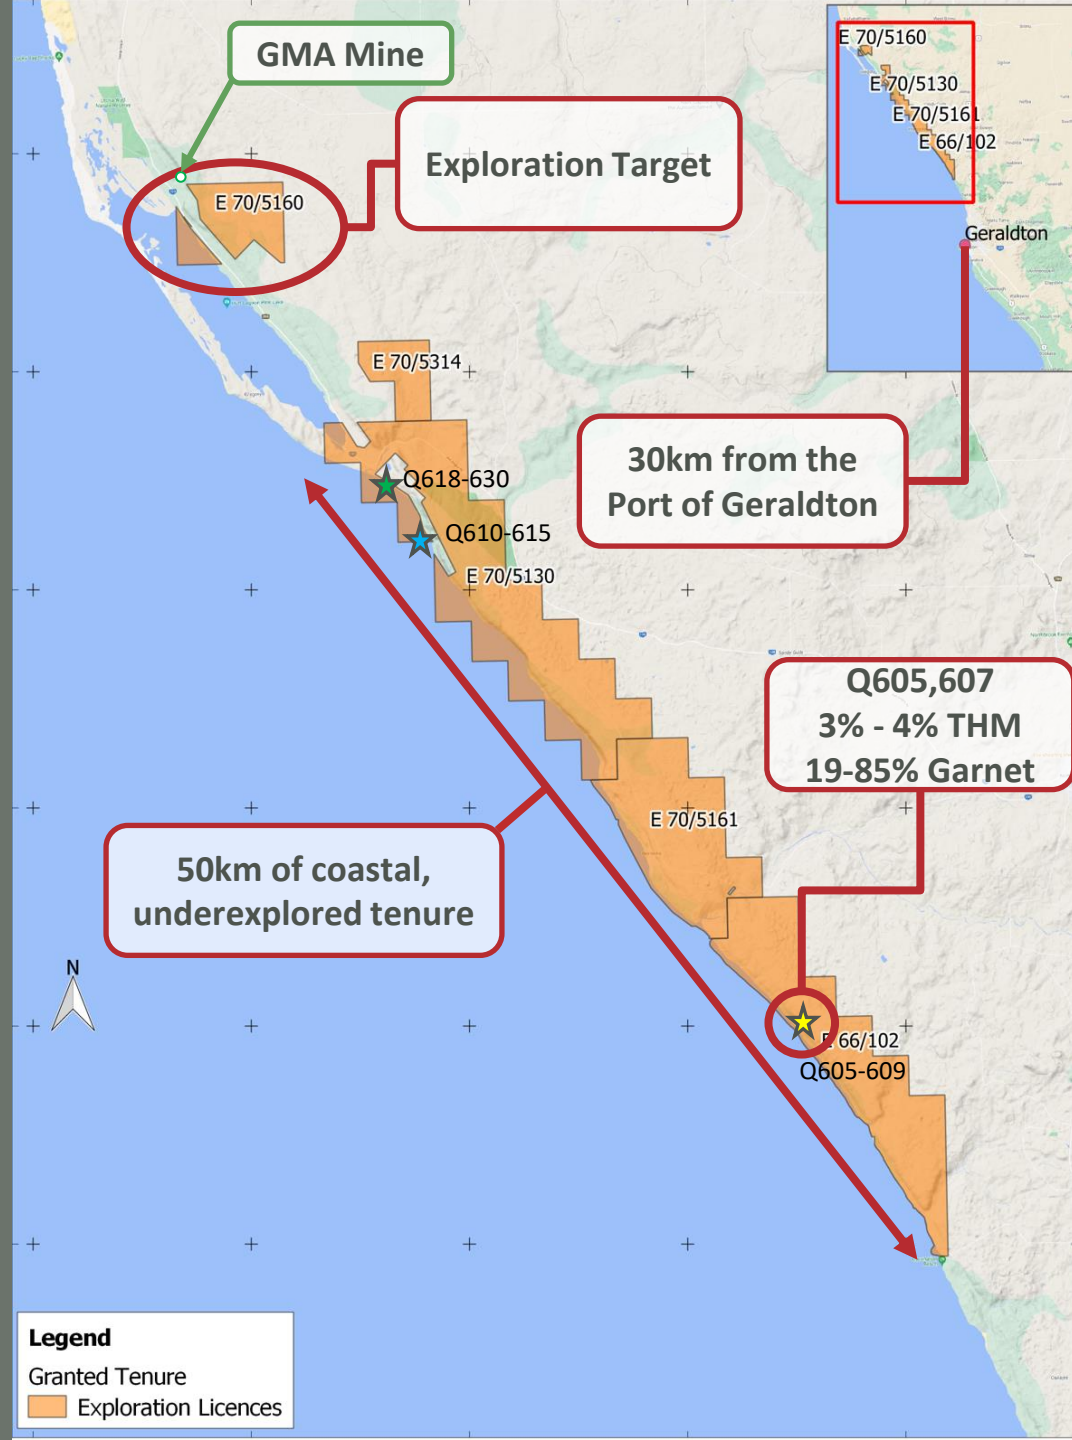 GMA Mine
Exploration Target
E 70/5160
E 70/5160
E 70/5130
E 70/5161
E 66/102
Geraldton
E 70/5314
30km from the
Port of Geraldton
Q618-630
Q610-615
E 70/5130
Q605,607
3% - 4% THM
19-85% Garnet
E 70/5161
50km of coastal,
underexplored tenure
N
E 66/102
Q605-609
Legend
Granted Tenure
Exploration Licences